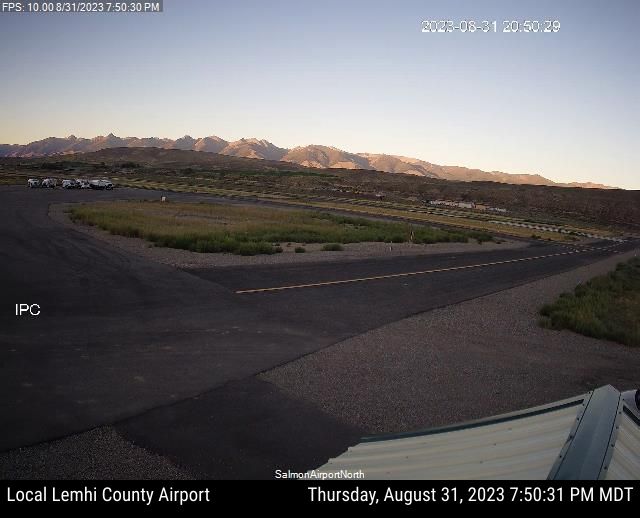 FPS: 10.00 8/31/2023 7:50:30 PM
2023-08-31 20:50:29
IPC
SalmonAirportNorth
Local Lemhi County Airport
Thursday, August 31, 2023 7:50:31 PM MDT